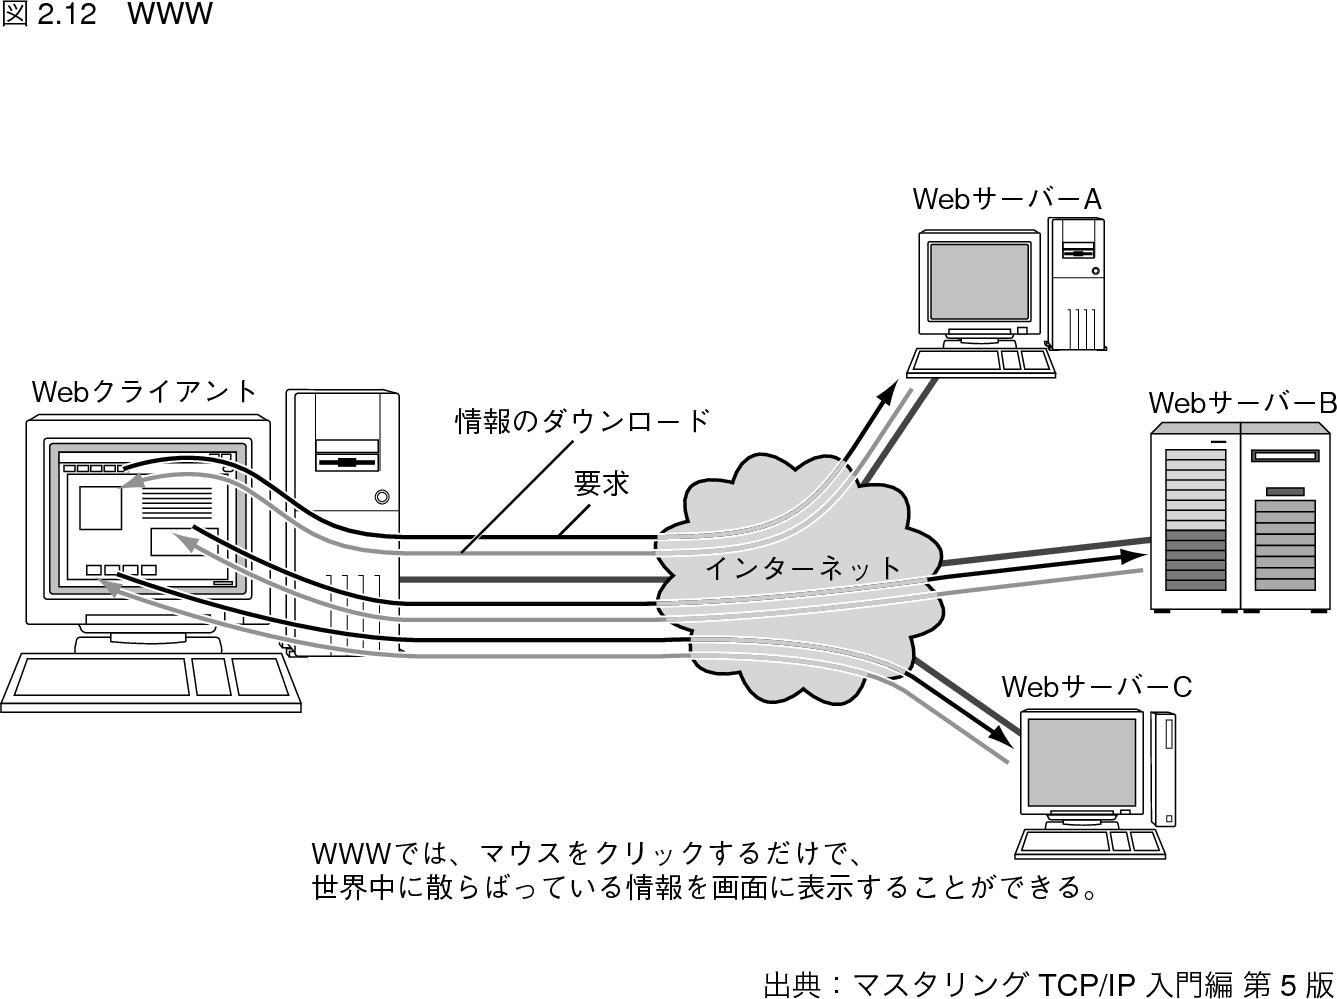 図 2.12 WWW
WebサーバーA
Webクライアント
WebサーバーB
情報のダウンロード
要求
インターネット
WebサーバーC
WWWでは、マウスをクリックするだけで、
世界中に散らばっている情報を画面に表示することができる。
出典：マスタリング TCP/IP 入門編 第 5 版